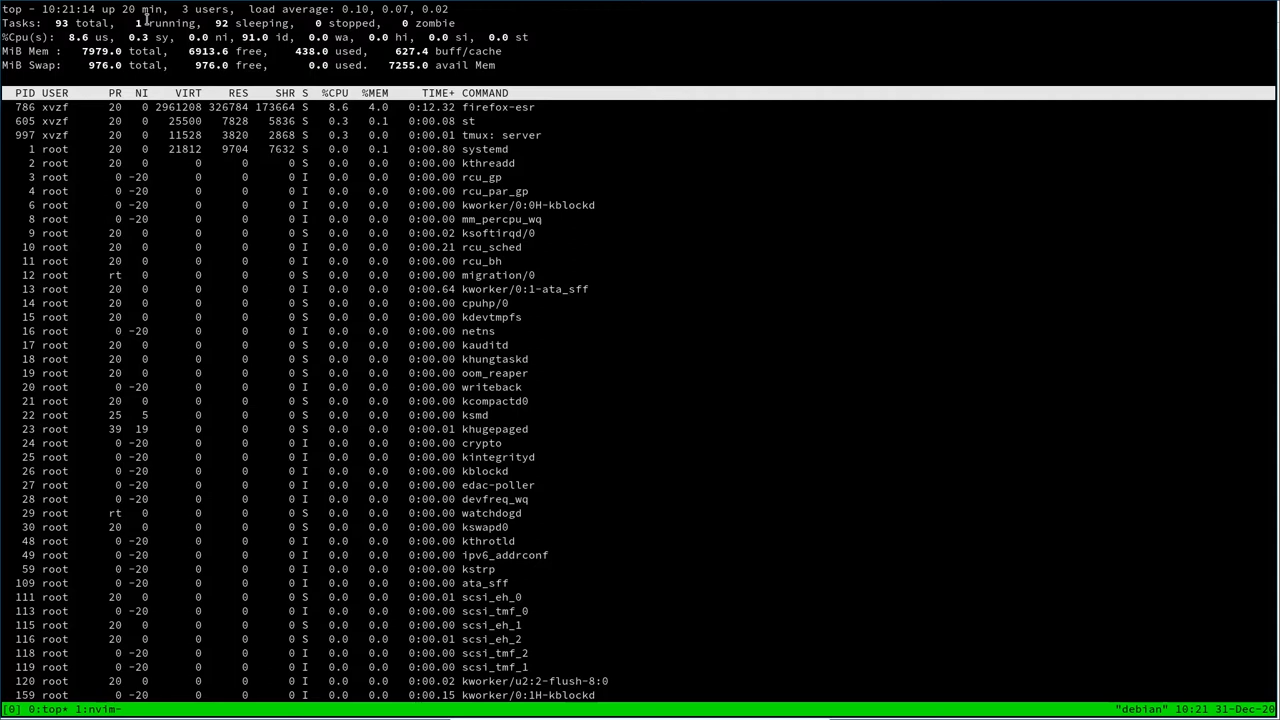 top - 10:21:14 up 20 min,  3 users,  load average: 0.10, 0.07, 0.02
Tasks:  93 total,   1 running,  92 sleeping,   0 stopped,   0 zombie
%Cpu(s):  8.6 us,  0.3 sy,  0.0 ni, 91.0 id,  0.0 wa,  0.0 hi,  0.0 si,  0.0 st
MiB Mem :   7979.0 total,   6913.6 free,    438.0 used,    627.4 buff/cache
MiB Swap:    976.0 total,    976.0 free,      0.0 used.   7255.0 avail Mem
PID USER      PR  NI    VIRT    RES    SHR S  %CPU  %MEM     TIME+ COMMAND
786 xvzf      20   0 2961208 326784 173664 S   8.6   4.0   0:12.32 firefox-esr
605 xvzf      20   0   25500   7828   5836 S   0.3   0.1   0:00.08 st
997 xvzf      20   0   11528   3820   2868 S   0.3   0.0   0:00.01 tmux: server
1 root      20   0   21812   9704   7632 S   0.0   0.1   0:00.80 systemd
2 root      20   0       0      0      0 S   0.0   0.0   0:00.00 kthreadd
3 root       0 -20       0      0      0 I   0.0   0.0   0:00.00 rcu_gp
4 root       0 -20       0      0      0 I   0.0   0.0   0:00.00 rcu_par_gp
6 root       0 -20       0      0      0 I   0.0   0.0   0:00.00 kworker/0:0H-kblockd
8 root       0 -20       0      0      0 I   0.0   0.0   0:00.00 mm_percpu_wq
9 root      20   0       0      0      0 S   0.0   0.0   0:00.02 ksoftirqd/0
10 root      20   0       0      0      0 I   0.0   0.0   0:00.21 rcu_sched
11 root      20   0       0      0      0 I   0.0   0.0   0:00.00 rcu_bh
12 root      rt   0       0      0      0 S   0.0   0.0   0:00.00 migration/0
13 root      20   0       0      0      0 I   0.0   0.0   0:00.64 kworker/0:1-ata_sff
14 root      20   0       0      0      0 S   0.0   0.0   0:00.00 cpuhp/0
15 root      20   0       0      0      0 S   0.0   0.0   0:00.00 kdevtmpfs
16 root       0 -20       0      0      0 I   0.0   0.0   0:00.00 netns
17 root      20   0       0      0      0 S   0.0   0.0   0:00.00 kauditd
18 root      20   0       0      0      0 S   0.0   0.0   0:00.00 khungtaskd
19 root      20   0       0      0      0 S   0.0   0.0   0:00.00 oom_reaper
20 root       0 -20       0      0      0 I   0.0   0.0   0:00.00 writeback
21 root      20   0       0      0      0 S   0.0   0.0   0:00.00 kcompactd0
22 root      25   5       0      0      0 S   0.0   0.0   0:00.00 ksmd
23 root      39  19       0      0      0 S   0.0   0.0   0:00.01 khugepaged
24 root       0 -20       0      0      0 I   0.0   0.0   0:00.00 crypto
25 root       0 -20       0      0      0 I   0.0   0.0   0:00.00 kintegrityd
26 root       0 -20       0      0      0 I   0.0   0.0   0:00.00 kblockd
27 root       0 -20       0      0      0 I   0.0   0.0   0:00.00 edac-poller
28 root       0 -20       0      0      0 I   0.0   0.0   0:00.00 devfreq_wq
29 root      rt   0       0      0      0 S   0.0   0.0   0:00.00 watchdogd
30 root      20   0       0      0      0 S   0.0   0.0   0:00.00 kswapd0
48 root       0 -20       0      0      0 I   0.0   0.0   0:00.00 kthrotld
49 root       0 -20       0      0      0 I   0.0   0.0   0:00.00 ipv6_addrconf
59 root       0 -20       0      0      0 I   0.0   0.0   0:00.00 kstrp
109 root       0 -20       0      0      0 I   0.0   0.0   0:00.00 ata_sff
111 root      20   0       0      0      0 S   0.0   0.0   0:00.01 scsi_eh_0
113 root       0 -20       0      0      0 I   0.0   0.0   0:00.00 scsi_tmf_0
115 root      20   0       0      0      0 S   0.0   0.0   0:00.00 scsi_eh_1
116 root      20   0       0      0      0 S   0.0   0.0   0:00.01 scsi_eh_2
118 root       0 -20       0      0      0 I   0.0   0.0   0:00.00 scsi_tmf_2
119 root       0 -20       0      0      0 I   0.0   0.0   0:00.00 scsi_tmf_1
120 root      20   0       0      0      0 I   0.0   0.0   0:00.02 kworker/u2:2-flush-8:0
159 root       0 -20       0      0      0 I   0.0   0.0   0:00.15 kworker/0:1H-kblockd
[0] 0:top* 1:nvim- "debian" 10:21 31-Dec-20